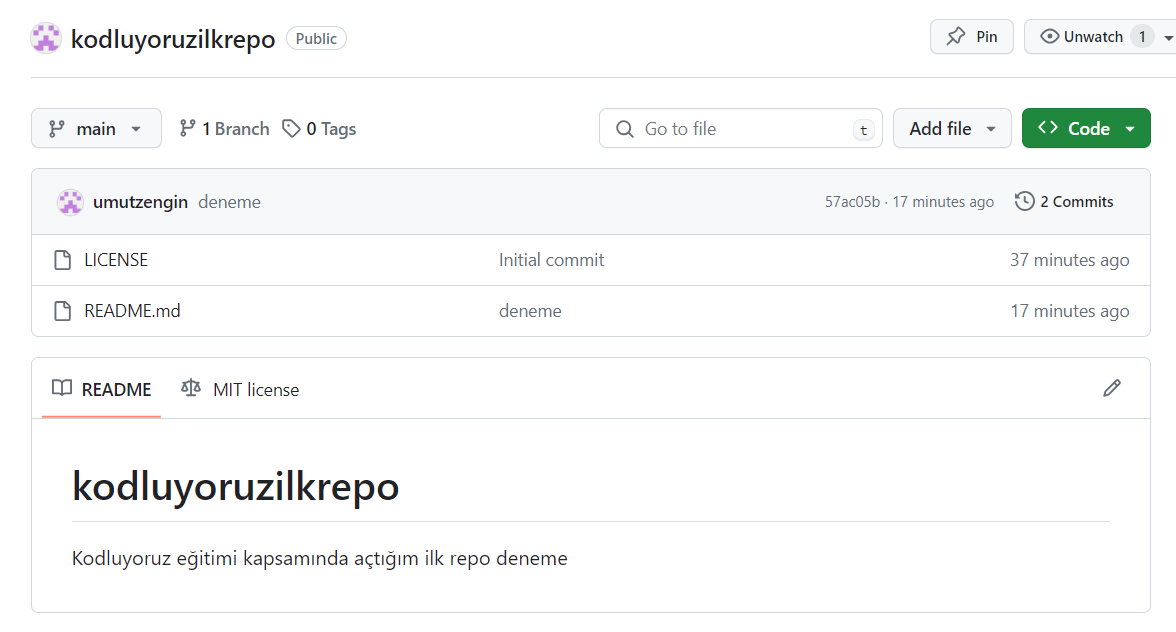 kodluyoruzilkrepo Public Pin Unwatch 1
main 1 Branch 0 Tags Go to file t Add file Code
umutzengin deneme 57ac05b · 17 minutes ago 2 Commits
LICENSE Initial commit 37 minutes ago
README.md deneme 17 minutes ago
README MIT license
kodluyoruzilkrepo
Kodluyoruz eğitimi kapsamında açtığım ilk repo deneme